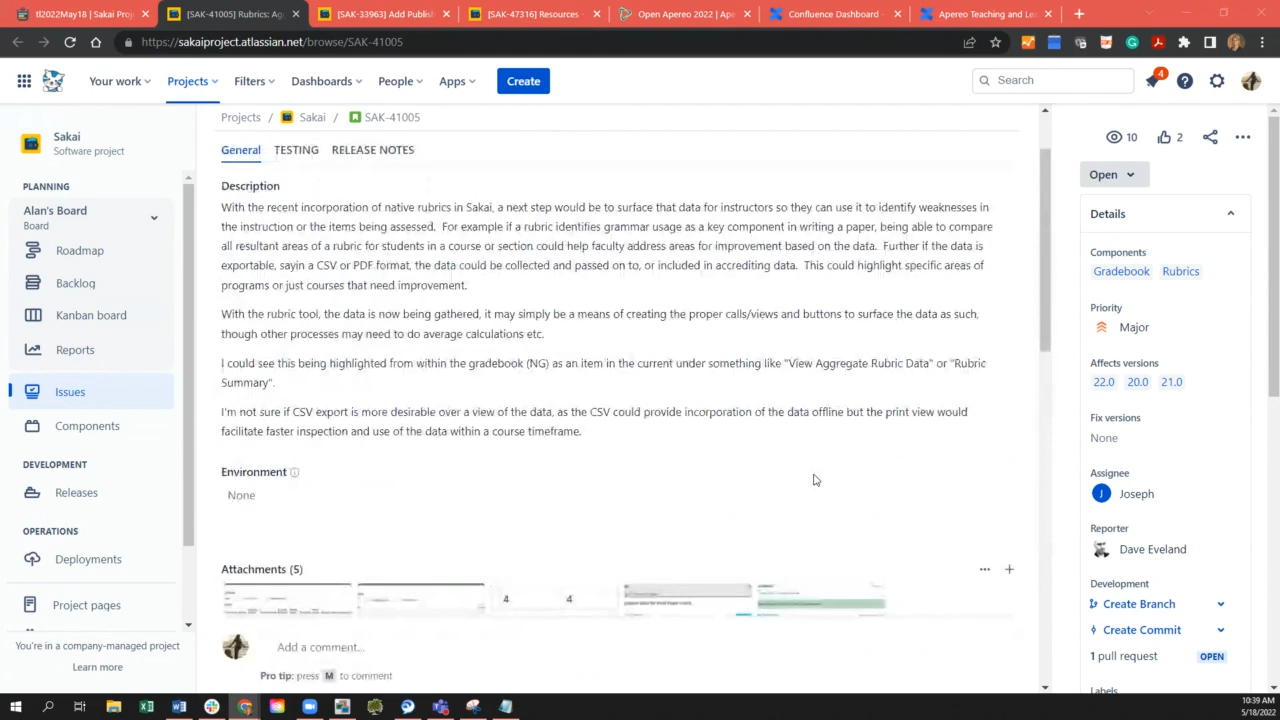 tl2022May18 | Sakai Proj
[SAK-41005] Rubrics: Ag
[SAK-33963] Add Publish
[SAK-47316] Resources -
Open Apereo 2022 | Ape
Confluence Dashboard -
Apereo Teaching and Le
https://sakaiproject.atlassian.net/browse/SAK-41005
Your work
Projects
Filters
Dashboards
People
Apps
Create
Search
4
Sakai
Software project
PLANNING
Alan's Board
Board
Roadmap
Backlog
Kanban board
Reports
Issues
Components
DEVELOPMENT
Releases
OPERATIONS
Deployments
Project pages
You're in a company-managed project
Learn more
Projects / Sakai / SAK-41005
General TESTING RELEASE NOTES
Description
With the recent incorporation of native rubrics in Sakai, a next step would be to surface that data for instructors so they can use it to identify weaknesses in
the instruction or the items being assessed. For example if a rubric identifies grammar usage as a key component in writing a paper, being able to compare
all resultant areas of a rubric for students in a course or section could help faculty address areas for improvement based on the data. Further if the data is
exportable, sayin a CSV or PDF format, the data could be collected and passed on to, or included in accrediting data. This could highlight specific areas of
programs or just courses that need improvement.
With the rubric tool, the data is now being gathered, it may simply be a means of creating the proper calls/views and buttons to surface the data as such,
though other processes may need to do average calculations etc.
I could see this being highlighted from within the gradebook (NG) as an item in the current under something like "View Aggregate Rubric Data" or "Rubric
Summary".
I'm not sure if CSV export is more desirable over a view of the data, as the CSV could provide incorporation of the data offline but the print view would
facilitate faster inspection and use of the data within a course timeframe.
Environment
None
Attachments (5)
4 4
Add a comment...
Pro tip: press M to comment
10
2
Open
Details
Components
Gradebook Rubrics
Priority
Major
Affects versions
22.0 20.0 21.0
Fix versions
None
Assignee
J Joseph
Reporter
Dave Eveland
Development
Create Branch
Create Commit
1 pull request OPEN
Labels
10:39 AM
5/18/2022